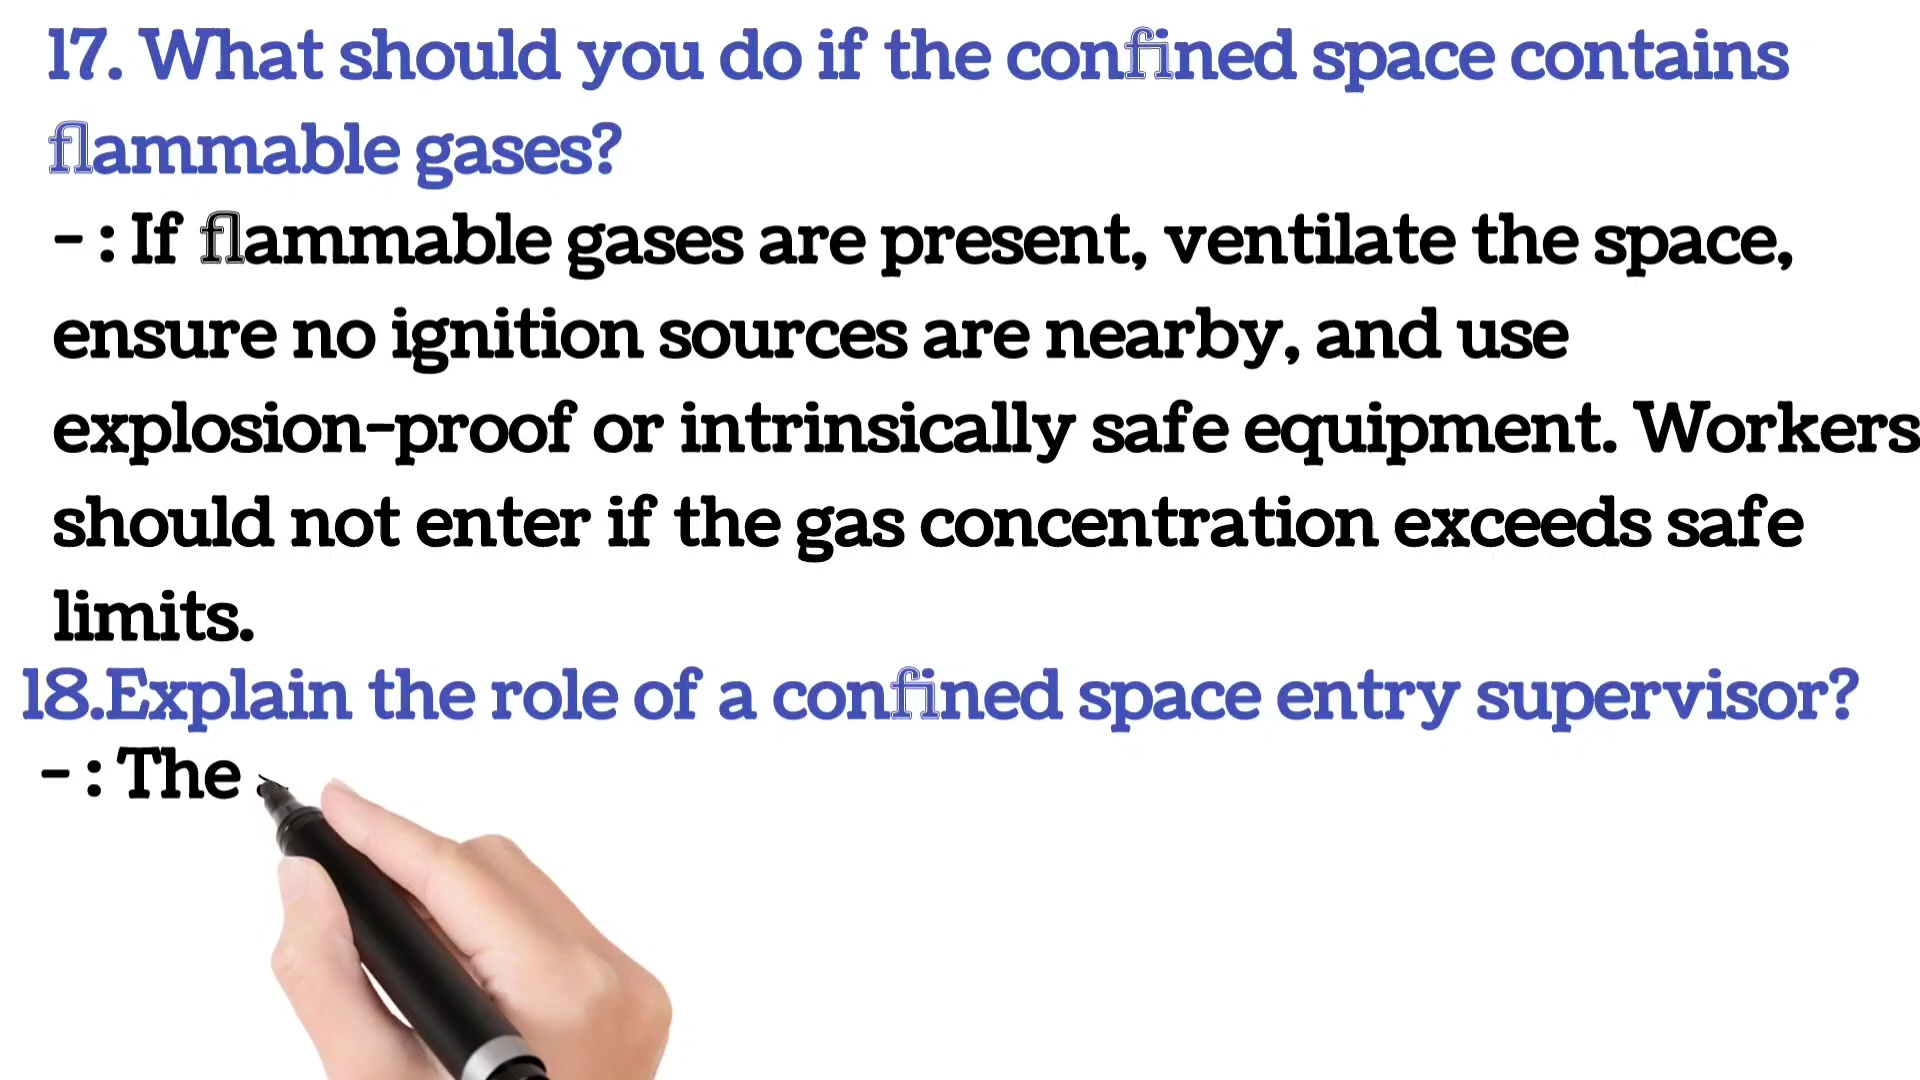 17. What should you do if the confined space contains
flammable gases?
- : If flammable gases are present, ventilate the space,
ensure no ignition sources are nearby, and use
explosion-proof or intrinsically safe equipment. Workers
should not enter if the gas concentration exceeds safe
limits.
18.Explain the role of a confined space entry supervisor?
- : The